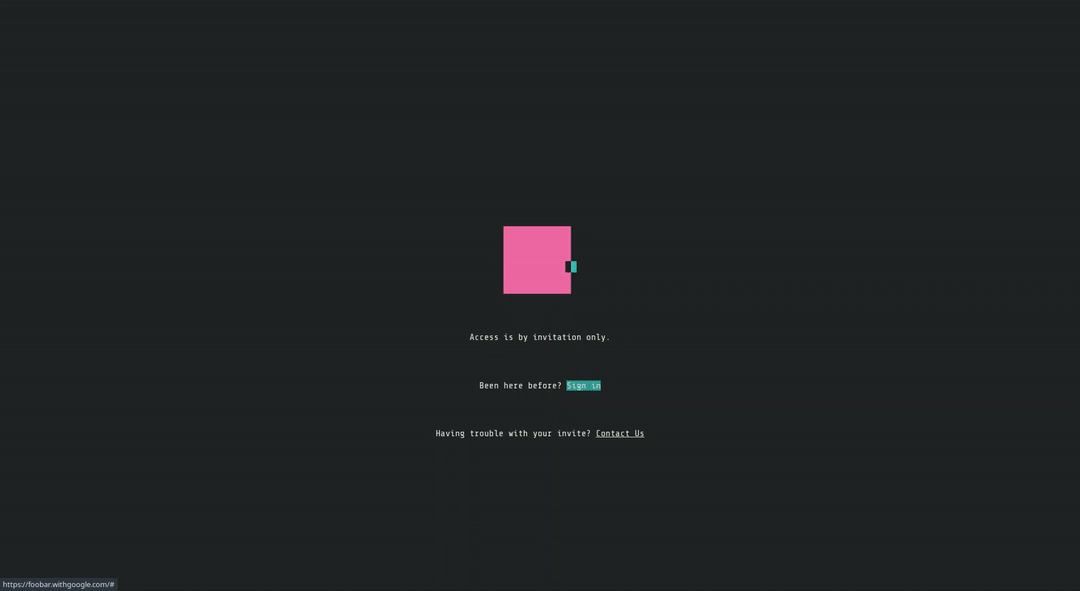 Access is by invitation only.
Been here before? Sign in
Having trouble with your invite? Contact Us
https://foobar.withgoogle.com/#